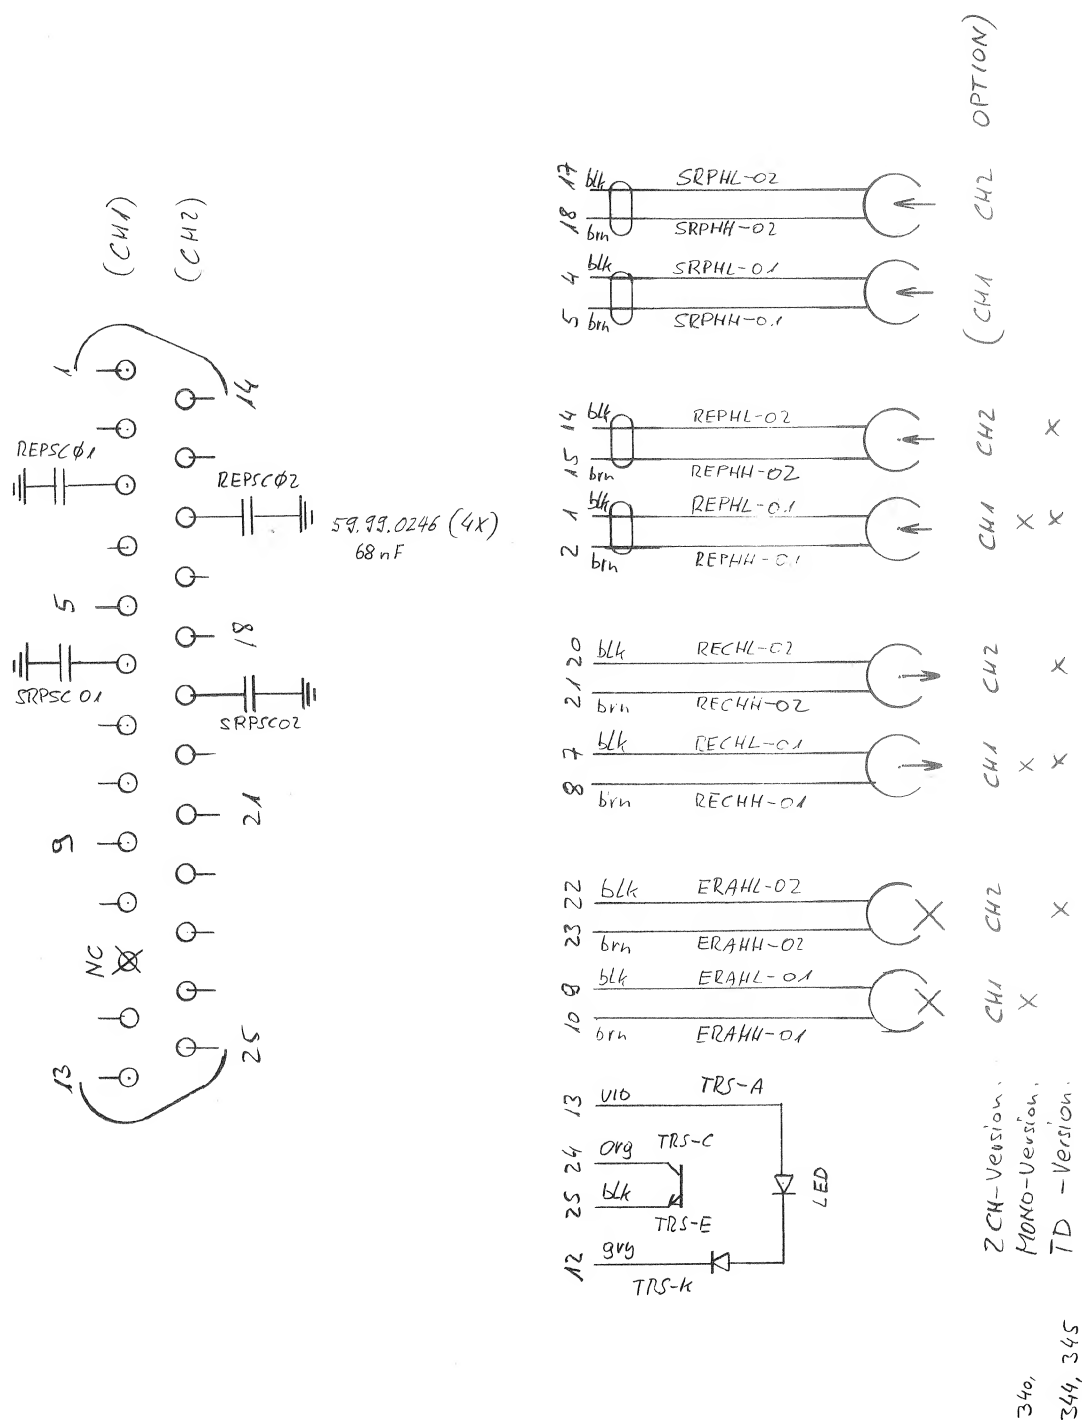 (CH1)
(CH2)
1
14
REPSCØ1
REPSCØ2
59.99.0246 (4X)
68nF
5
18
SRPSC 01
SRPSC02
21
9
NC
25
13
17 blk SRPHL-02
18 brn SRPHH-02
4 blk SRPHL-01
5 brn SRPHH-01
14 blk REPHL-02
15 brn REPHH-02
1 blk REPHL-01
2 brn REPHH-01
20 blk RECHL-02
21 brn RECHH-02
7 blk RECHL-01
8 brn RECHH-01
22 blk ERAHL-02
23 brn ERAHH-02
9 blk ERAHL-01
10 brn ERAHH-01
13 vio TRS-A
24 org TRS-C
25 blk TRS-E
12 gry TRS-K
LED
2CH-Version. CH1 CH2 CH1 CH2 CH1 CH2 (CH1 CH2 OPTION)
340, MONO-Version. X X X
344, 345 TD -Version. X X X X X